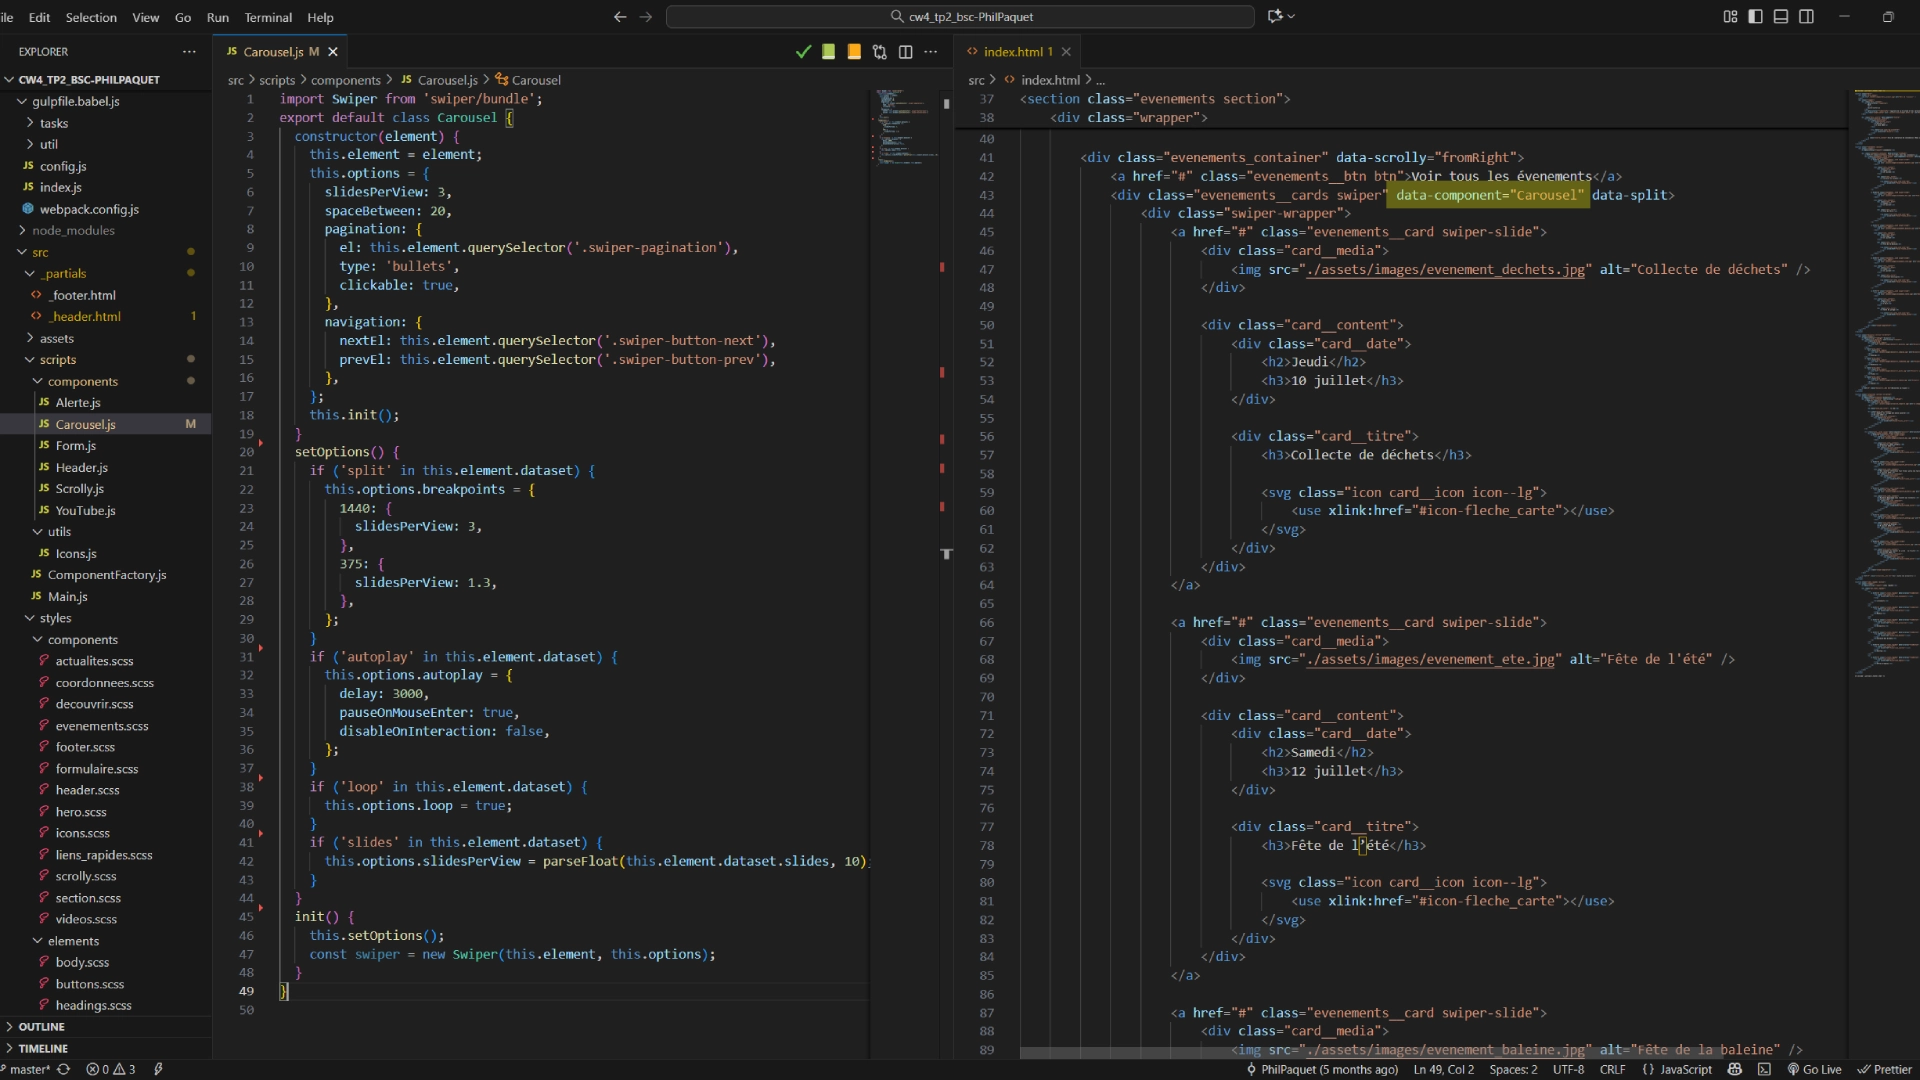 ile Edit Selection View Go Run Terminal Help
cw4_tp2_bsc-PhilPaquet
EXPLORER
CW4_TP2_BSC-PHILPAQUET
gulpfile.babel.js
tasks
util
JS config.js
JS index.js
webpack.config.js
node_modules
src
_partials
<> _footer.html
<> _header.html 1
assets
scripts
components
JS Alerte.js
JS Carousel.js M
JS Form.js
JS Header.js
JS Scrolly.js
JS YouTube.js
utils
JS Icons.js
JS ComponentFactory.js
JS Main.js
styles
components
actualites.scss
coordonnees.scss
decouvrir.scss
evenements.scss
footer.scss
formulaire.scss
header.scss
hero.scss
icons.scss
liens_rapides.scss
scrolly.scss
section.scss
videos.scss
elements
body.scss
buttons.scss
headings.scss
OUTLINE
TIMELINE
JS Carousel.js M
src > scripts > components > JS Carousel.js > Carousel
1 import Swiper from 'swiper/bundle';
2 export default class Carousel {
3 constructor(element) {
4 this.element = element;
5 this.options = {
6 slidesPerView: 3,
7 spaceBetween: 20,
8 pagination: {
9 el: this.element.querySelector('.swiper-pagination'),
10 type: 'bullets',
11 clickable: true,
12 },
13 navigation: {
14 nextEl: this.element.querySelector('.swiper-button-next'),
15 prevEl: this.element.querySelector('.swiper-button-prev'),
16 },
17 };
18 this.init();
19 }
20 setOptions() {
21 if ('split' in this.element.dataset) {
22 this.options.breakpoints = {
23 1440: {
24 slidesPerView: 3,
25 },
26 375: {
27 slidesPerView: 1.3,
28 },
29 };
30 }
31 if ('autoplay' in this.element.dataset) {
32 this.options.autoplay = {
33 delay: 3000,
34 pauseOnMouseEnter: true,
35 disableOnInteraction: false,
36 };
37 }
38 if ('loop' in this.element.dataset) {
39 this.options.loop = true;
40 }
41 if ('slides' in this.element.dataset) {
42 this.options.slidesPerView = parseFloat(this.element.dataset.slides, 10);
43 }
44 }
45 init() {
46 this.setOptions();
47 const swiper = new Swiper(this.element, this.options);
48 }
49 }
50
<> index.html 1
src > <> index.html > ...
37 <section class="evenements section">
38 <div class="wrapper">
40
41 <div class="evenements_container" data-scrolly="fromRight">
42 <a href="#" class="evenements__btn btn">Voir tous les évenements</a>
43 <div class="evenements__cards swiper" data-component="Carousel" data-split>
44 <div class="swiper-wrapper">
45 <a href="#" class="evenements__card swiper-slide">
46 <div class="card__media">
47 <img src="./assets/images/evenement_dechets.jpg" alt="Collecte de déchets" />
48 </div>
49
50 <div class="card__content">
51 <div class="card__date">
52 <h2>Jeudi</h2>
53 <h3>10 juillet</h3>
54 </div>
55
56 <div class="card__titre">
57 <h3>Collecte de déchets</h3>
58
59 <svg class="icon card__icon icon--lg">
60 <use xlink:href="#icon-fleche_carte"></use>
61 </svg>
62 </div>
63 </div>
64 </a>
65
66 <a href="#" class="evenements__card swiper-slide">
67 <div class="card__media">
68 <img src="./assets/images/evenement_ete.jpg" alt="Fête de l'été" />
69 </div>
70
71 <div class="card__content">
72 <div class="card__date">
73 <h2>Samedi</h2>
74 <h3>12 juillet</h3>
75 </div>
76
77 <div class="card__titre">
78 <h3>Fête de l’été</h3>
79
80 <svg class="icon card__icon icon--lg">
81 <use xlink:href="#icon-fleche_carte"></use>
82 </svg>
83 </div>
84 </div>
85 </a>
86
87 <a href="#" class="evenements__card swiper-slide">
88 <div class="card__media">
89 <img src="./assets/images/evenement_baleine.jpg" alt="Fête de la baleine" />
master* 0 3 PhilPaquet (5 months ago) Ln 49, Col 2 Spaces: 2 UTF-8 CRLF {} JavaScript Go Live Prettier